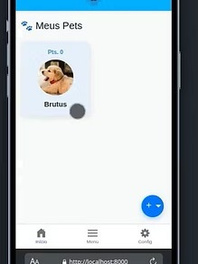 Meus Pets
Pts. 0
Brutus
+
Início
Menu
Config
AA
http://localhost:8000